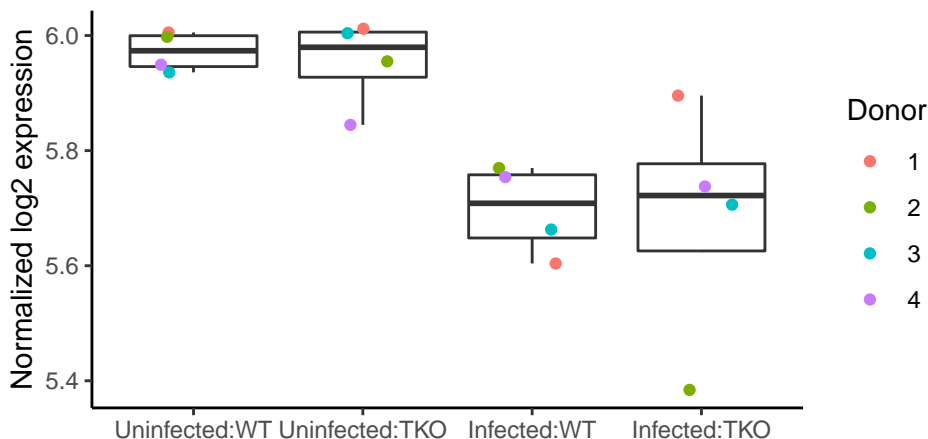 Normalized log2 expression
6.0
5.8
5.6
5.4
Uninfected:WT Uninfected:TKO Infected:WT Infected:TKO
Donor
1
2
3
4